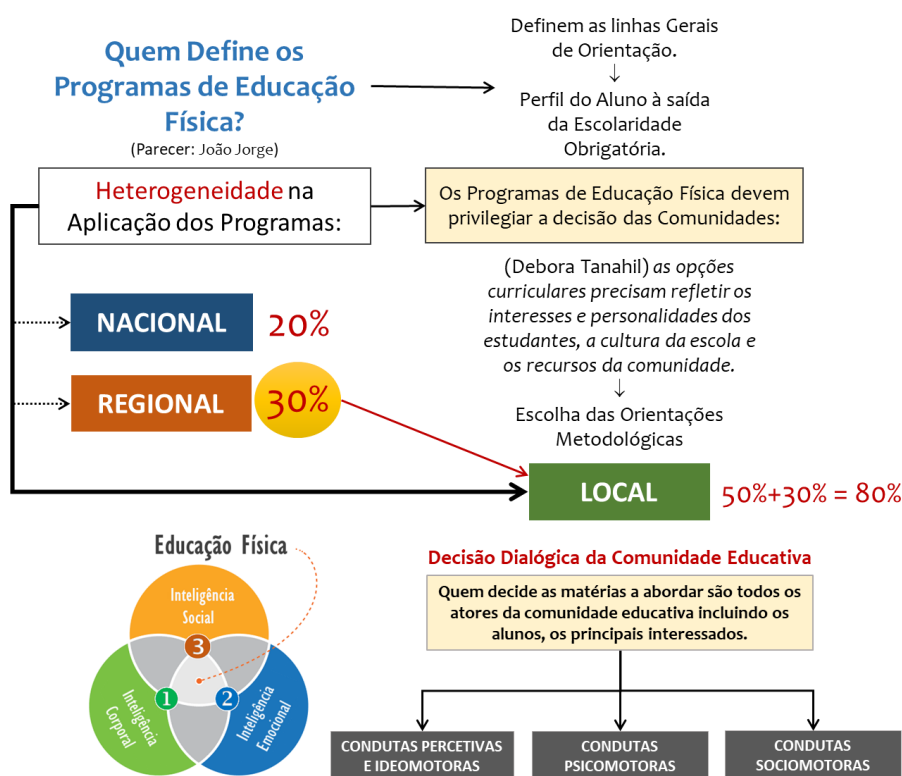 Quem Define os
Programas de Educação
Física?
(Parecer: João Jorge)
Definem as linhas Gerais
de Orientação.
↓
Perfil do Aluno à saída
da Escolaridade
Obrigatória.
Heterogeneidade na
Aplicação dos Programas:
Os Programas de Educação Física devem
privilegiar a decisão das Comunidades:
(Debora Tanahil) as opções
curriculares precisam refletir os
interesses e personalidades dos
estudantes, a cultura da escola e
os recursos da comunidade.
↓
Escolha das Orientações
Metodológicas
NACIONAL 20%
REGIONAL 30%
LOCAL 50%+30% = 80%
Educação Física
Inteligência
Social
3
1
2
Inteligência
Corporal
Inteligência
Emocional
Decisão Dialógica da Comunidade Educativa
Quem decide as matérias a abordar são todos os
atores da comunidade educativa incluindo os
alunos, os principais interessados.
CONDUTAS PERCETIVAS
E IDEOMOTORAS
CONDUTAS
PSICOMOTORAS
CONDUTAS
SOCIOMOTORAS